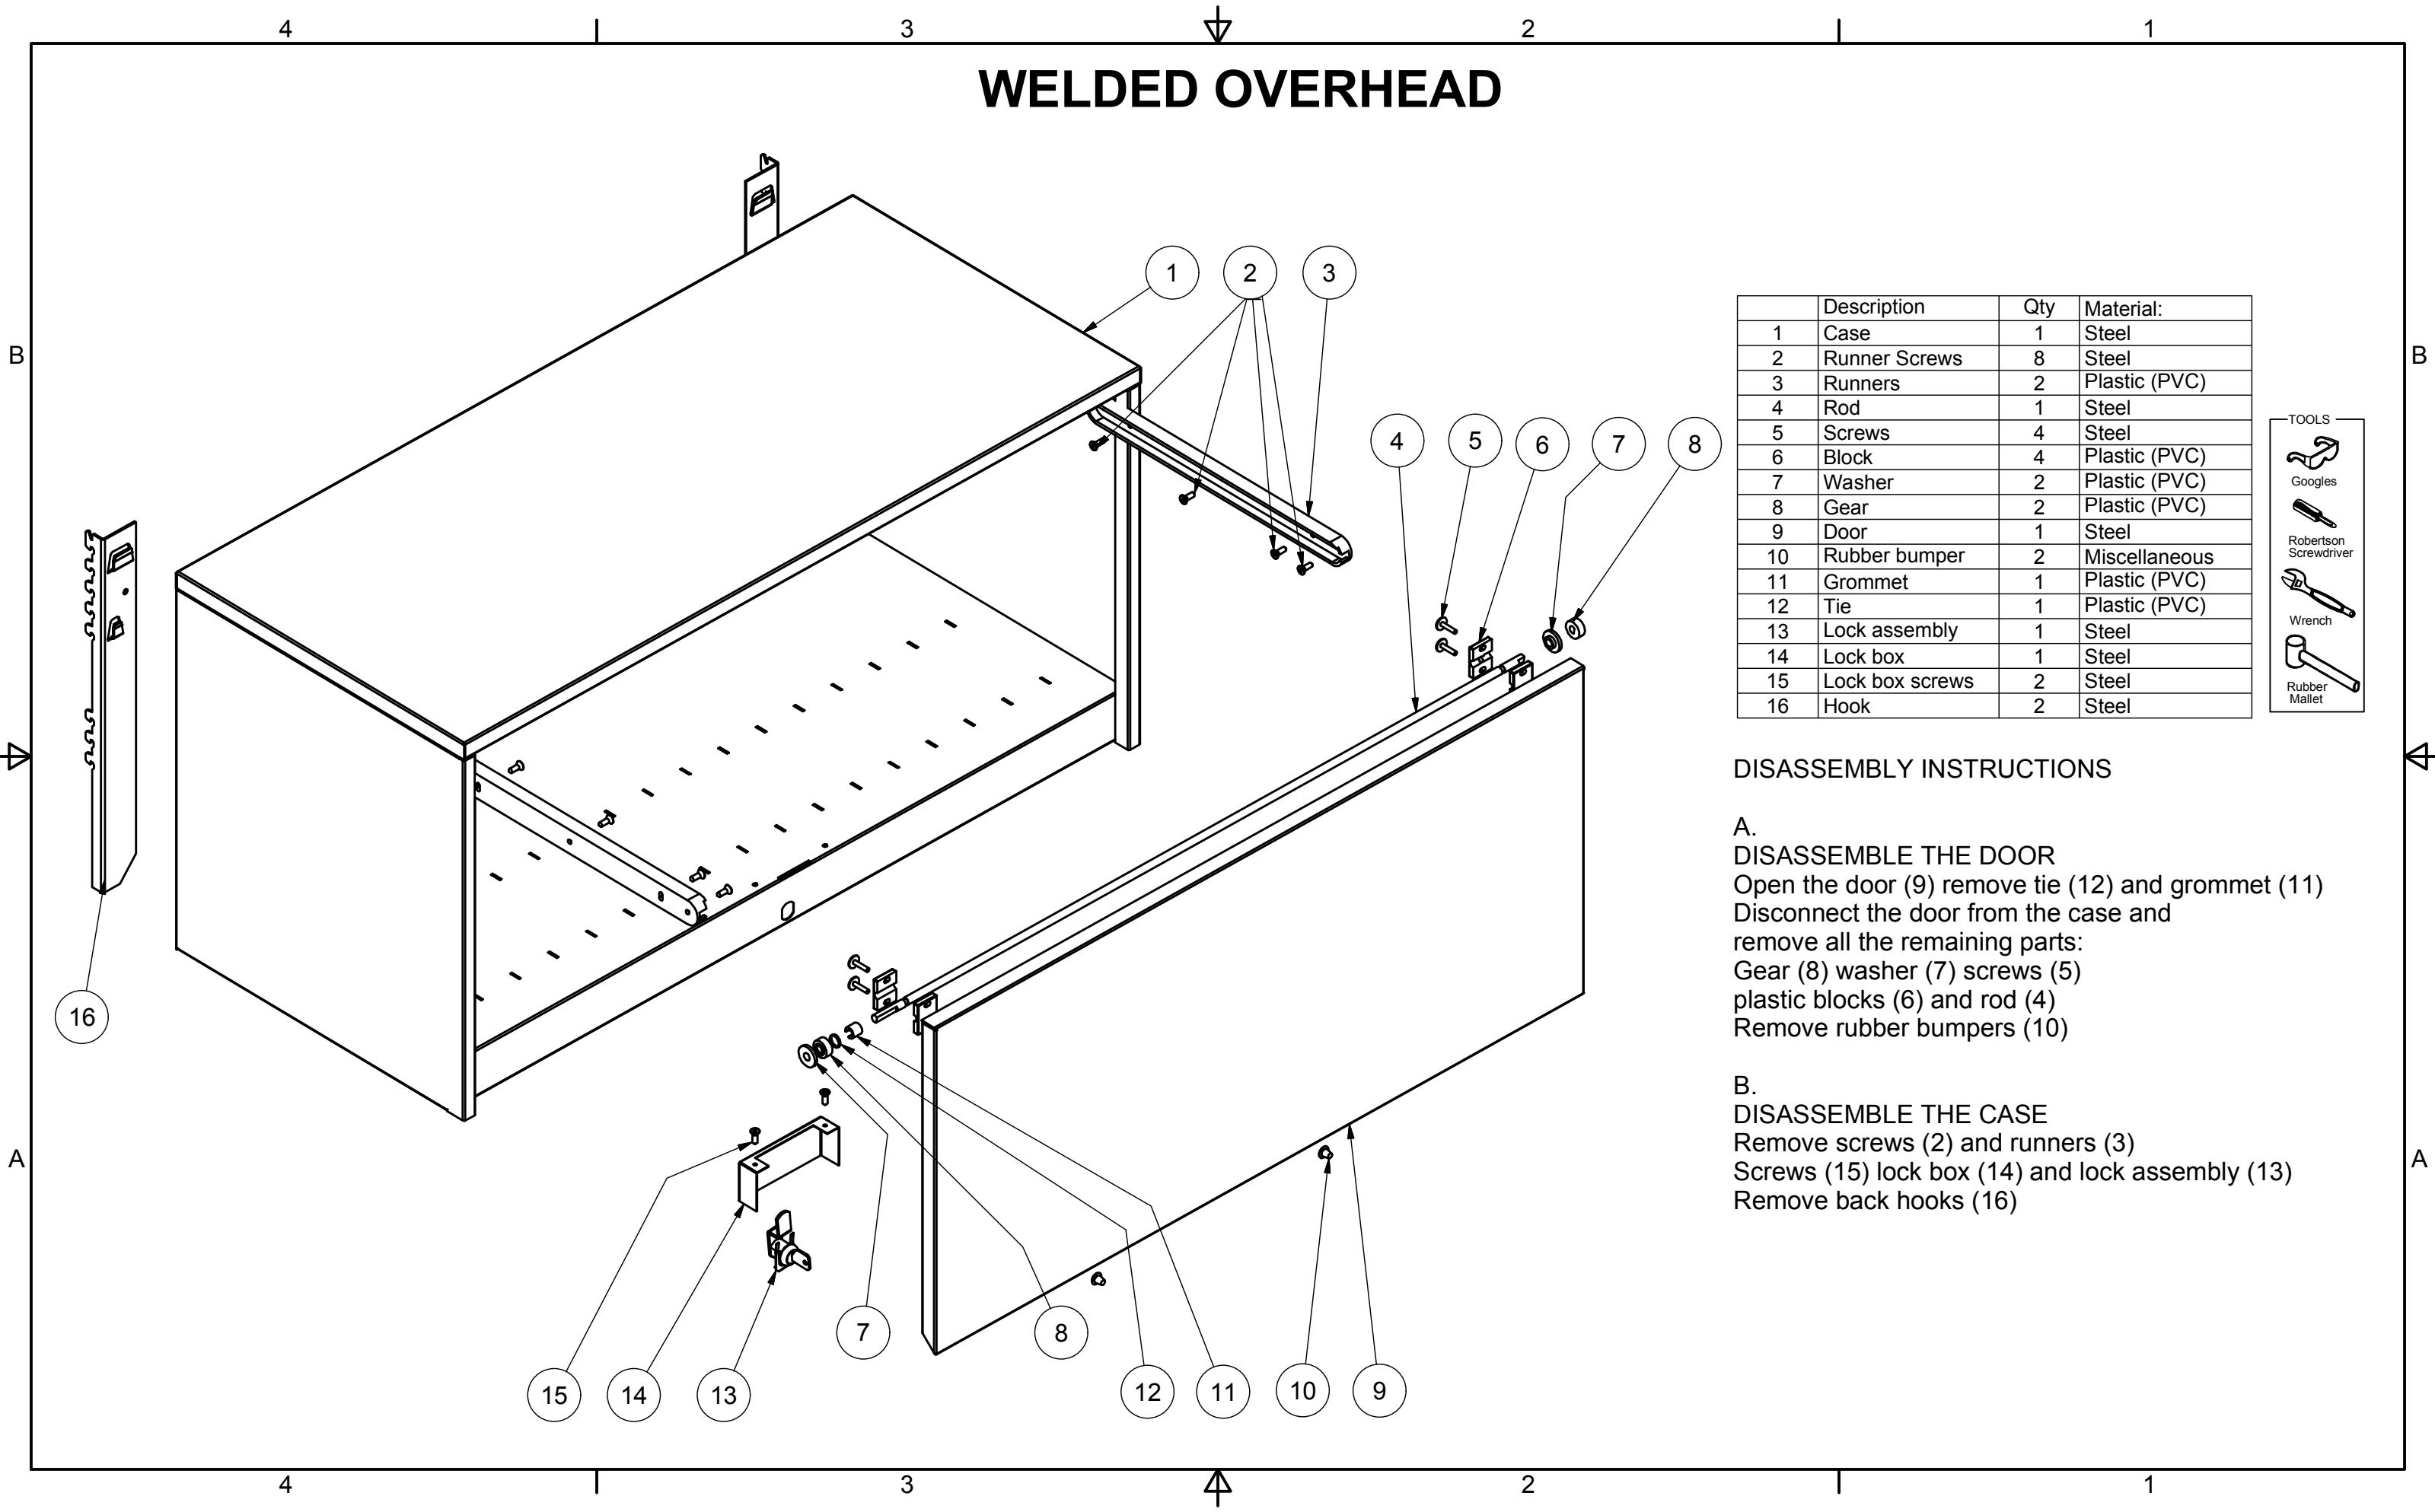 4 3 2 1
WELDED OVERHEAD
1 2 3
B B
Description Qty Material:
1 Case 1 Steel
2 Runner Screws 8 Steel
3 Runners 2 Plastic (PVC)
4 Rod 1 Steel
5 Screws 4 Steel
6 Block 4 Plastic (PVC)
7 Washer 2 Plastic (PVC)
8 Gear 2 Plastic (PVC)
9 Door 1 Steel
10 Rubber bumper 2 Miscellaneous
11 Grommet 1 Plastic (PVC)
12 Tie 1 Plastic (PVC)
13 Lock assembly 1 Steel
14 Lock box 1 Steel
15 Lock box screws 2 Steel
16 Hook 2 Steel
4 5 6 7 8
TOOLS
Googles
Robertson
Screwdriver
Wrench
Rubber
Mallet
DISASSEMBLY INSTRUCTIONS
A.
DISASSEMBLE THE DOOR
Open the door (9) remove tie (12) and grommet (11)
Disconnect the door from the case and
remove all the remaining parts:
Gear (8) washer (7) screws (5)
plastic blocks (6) and rod (4)
Remove rubber bumpers (10)
B.
DISASSEMBLE THE CASE
Remove screws (2) and runners (3)
Screws (15) lock box (14) and lock assembly (13)
Remove back hooks (16)
16
A A
7 8
15 14 13 12 11 10 9
4 3 2 1